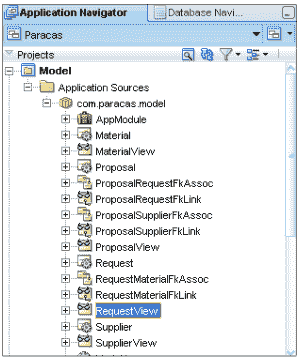 Application Navigator
Database Navi...
Paracas
Projects
Model
Application Sources
com.paracas.model
AppModule
Material
MaterialView
Proposal
ProposalRequestFkAssoc
ProposalRequestFkLink
ProposalSupplierFkAssoc
ProposalSupplierFkLink
ProposalView
Request
RequestMaterialFkAssoc
RequestMaterialFkLink
RequestView
Supplier
SupplierView